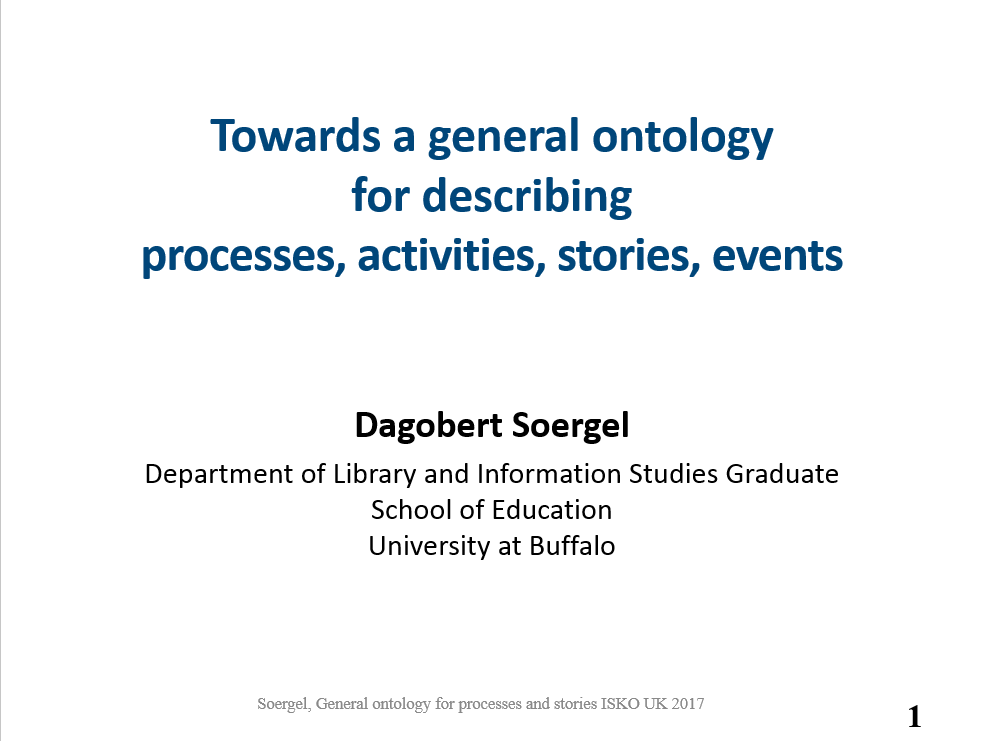 Towards a general ontology
for describing
processes, activities, stories, events
Dagobert Soergel
Department of Library and Information Studies Graduate
School of Education
University at Buffalo
Soergel, General ontology for processes and stories ISKO UK 2017
1